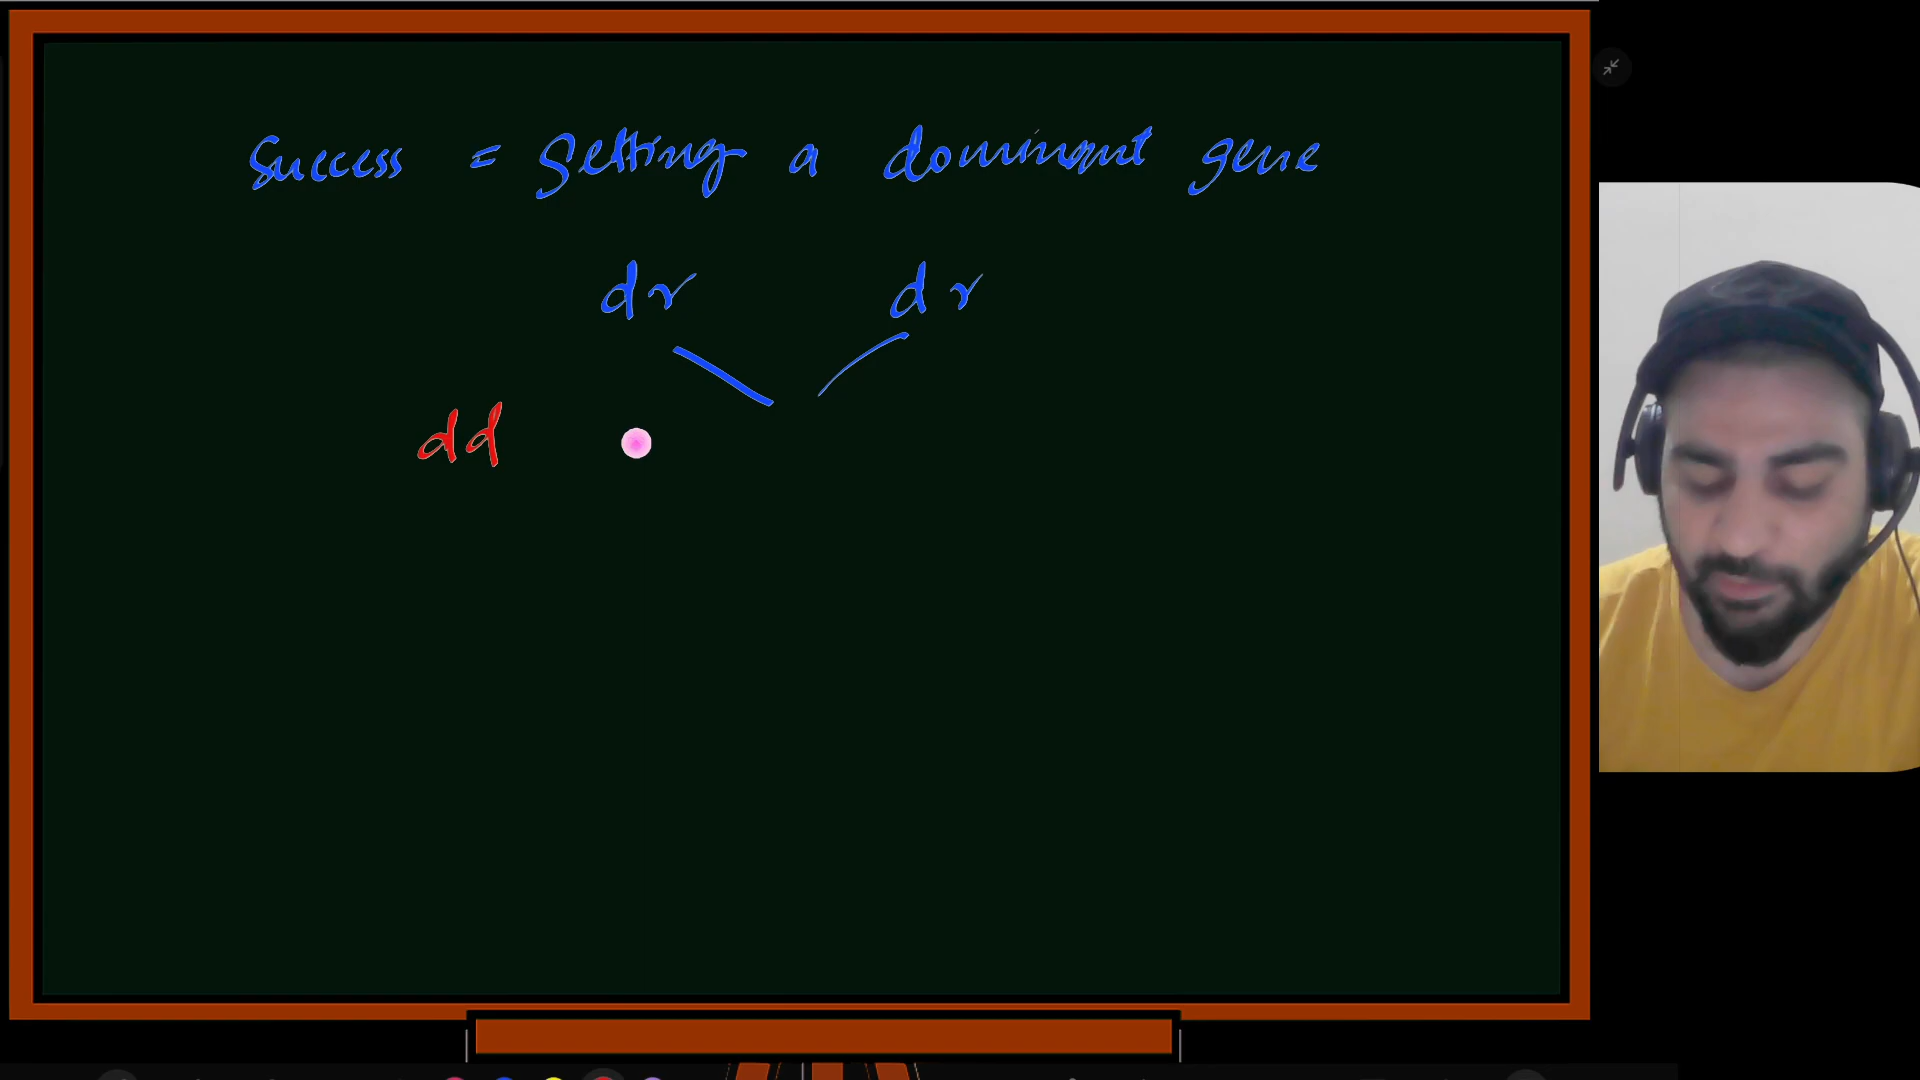 Success = getting a dominant gene
dr dr
dd